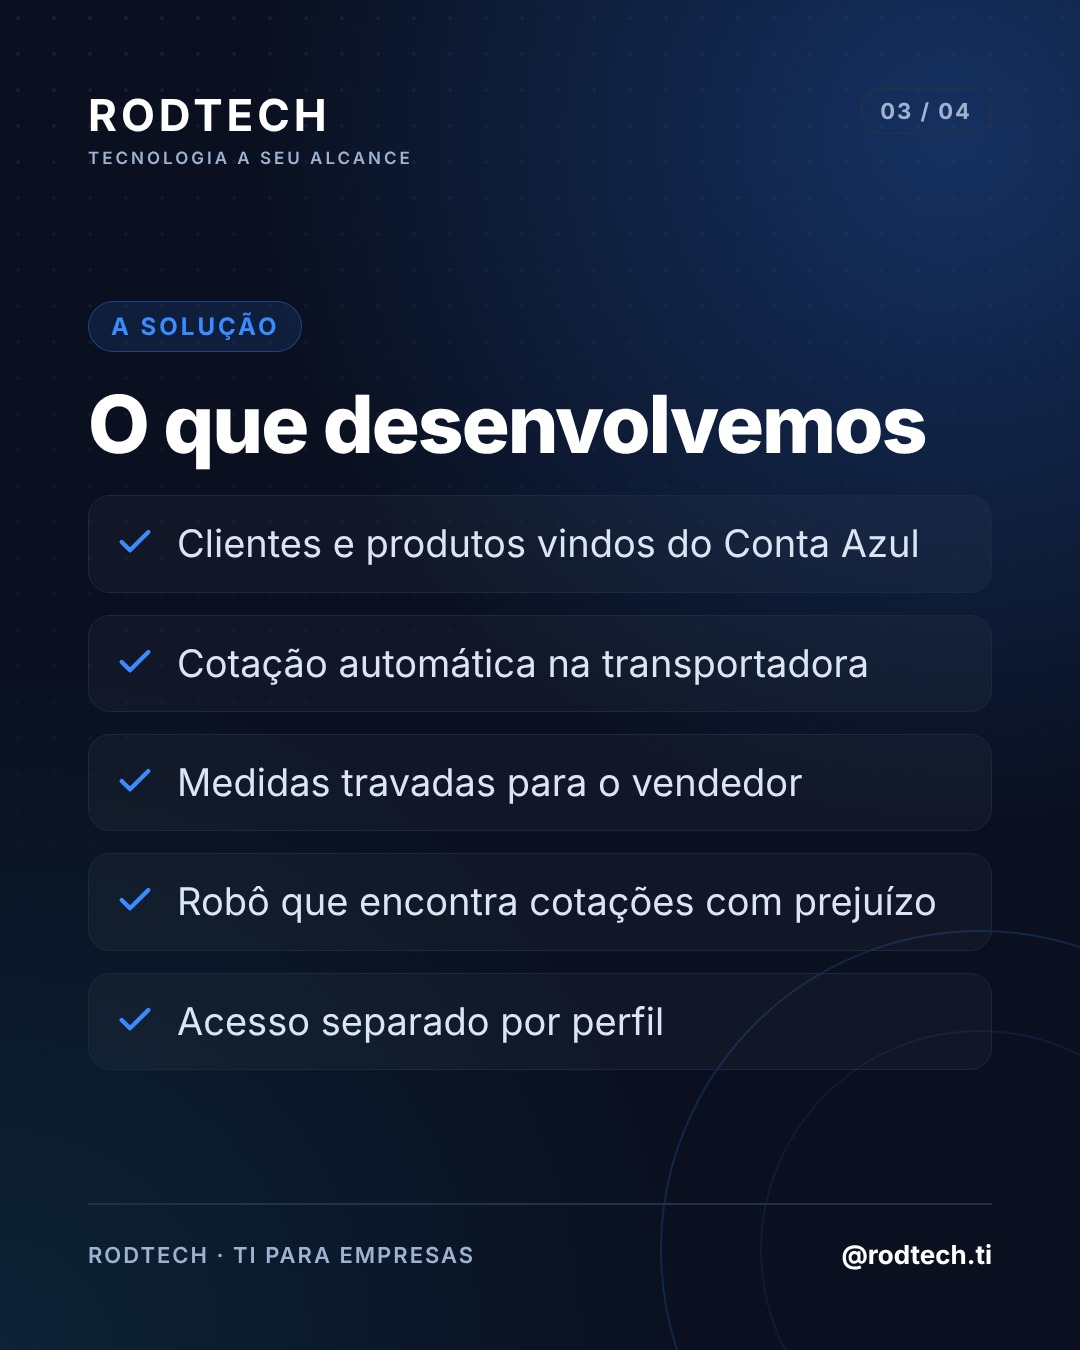 RODTECH
TECNOLOGIA A SEU ALCANCE
03 / 04
A SOLUÇÃO
O que desenvolvemos
Clientes e produtos vindos do Conta Azul
Cotação automática na transportadora
Medidas travadas para o vendedor
Robô que encontra cotações com prejuízo
Acesso separado por perfil
RODTECH · TI PARA EMPRESAS
@rodtech.ti